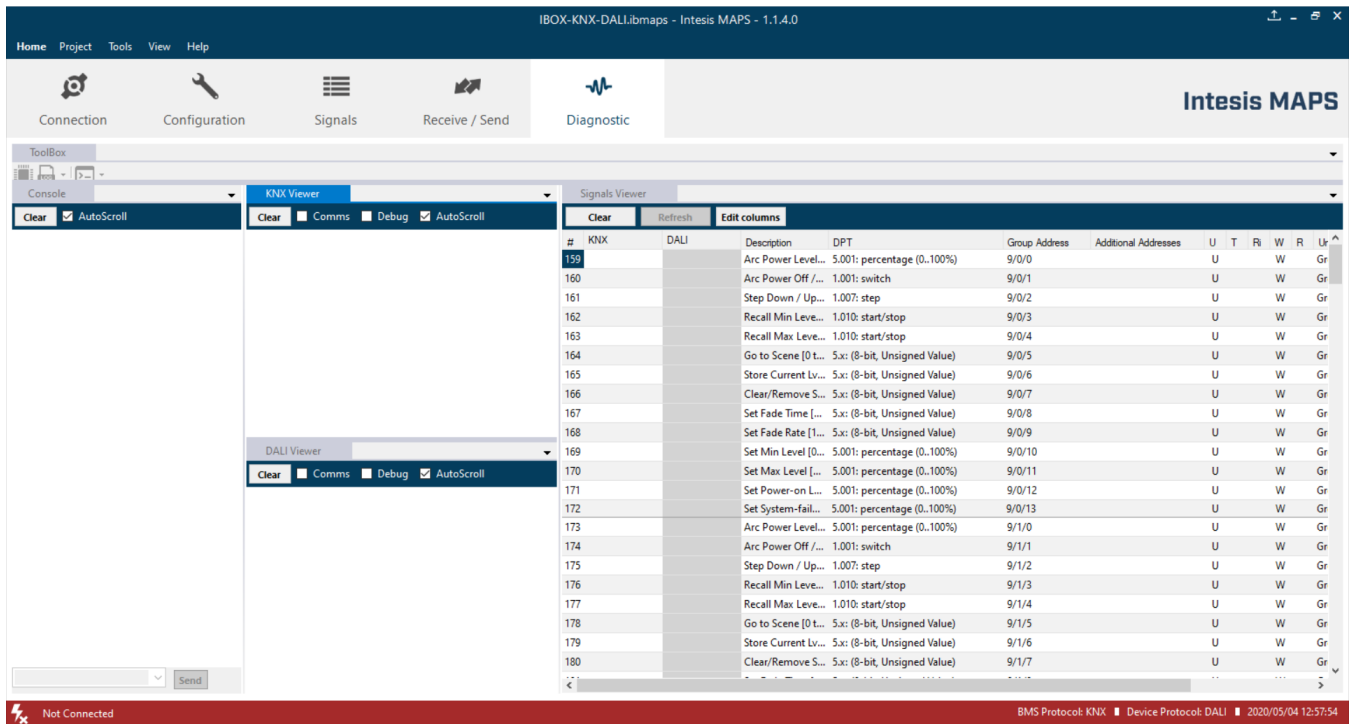 IBOX-KNX-DALI.ibmaps - Intesis MAPS - 1.1.4.0
Home Project Tools View Help
Connection Configuration Signals Receive / Send Diagnostic
Intesis MAPS
ToolBox
Console
Clear AutoScroll
Send
KNX Viewer
Clear Comms Debug AutoScroll
DALI Viewer
Clear Comms Debug AutoScroll
Signals Viewer
Clear Refresh Edit columns
# KNX DALI Description DPT Group Address Additional Addresses U T Ri W R Ur
159 Arc Power Level... 5.001: percentage (0..100%) 9/0/0 U W Gr
160 Arc Power Off /... 1.001: switch 9/0/1 U W Gr
161 Step Down / Up... 1.007: step 9/0/2 U W Gr
162 Recall Min Leve... 1.010: start/stop 9/0/3 U W Gr
163 Recall Max Leve... 1.010: start/stop 9/0/4 U W Gr
164 Go to Scene [0 t... 5.x: (8-bit, Unsigned Value) 9/0/5 U W Gr
165 Store Current Lv... 5.x: (8-bit, Unsigned Value) 9/0/6 U W Gr
166 Clear/Remove S... 5.x: (8-bit, Unsigned Value) 9/0/7 U W Gr
167 Set Fade Time [... 5.x: (8-bit, Unsigned Value) 9/0/8 U W Gr
168 Set Fade Rate [1... 5.x: (8-bit, Unsigned Value) 9/0/9 U W Gr
169 Set Min Level [0... 5.001: percentage (0..100%) 9/0/10 U W Gr
170 Set Max Level [... 5.001: percentage (0..100%) 9/0/11 U W Gr
171 Set Power-on L... 5.001: percentage (0..100%) 9/0/12 U W Gr
172 Set System-fail... 5.001: percentage (0..100%) 9/0/13 U W Gr
173 Arc Power Level... 5.001: percentage (0..100%) 9/1/0 U W Gr
174 Arc Power Off /... 1.001: switch 9/1/1 U W Gr
175 Step Down / Up... 1.007: step 9/1/2 U W Gr
176 Recall Min Leve... 1.010: start/stop 9/1/3 U W Gr
177 Recall Max Leve... 1.010: start/stop 9/1/4 U W Gr
178 Go to Scene [0 t... 5.x: (8-bit, Unsigned Value) 9/1/5 U W Gr
179 Store Current Lv... 5.x: (8-bit, Unsigned Value) 9/1/6 U W Gr
180 Clear/Remove S... 5.x: (8-bit, Unsigned Value) 9/1/7 U W Gr
Not Connected
BMS Protocol: KNX Device Protocol: DALI 2020/05/04 12:57:54